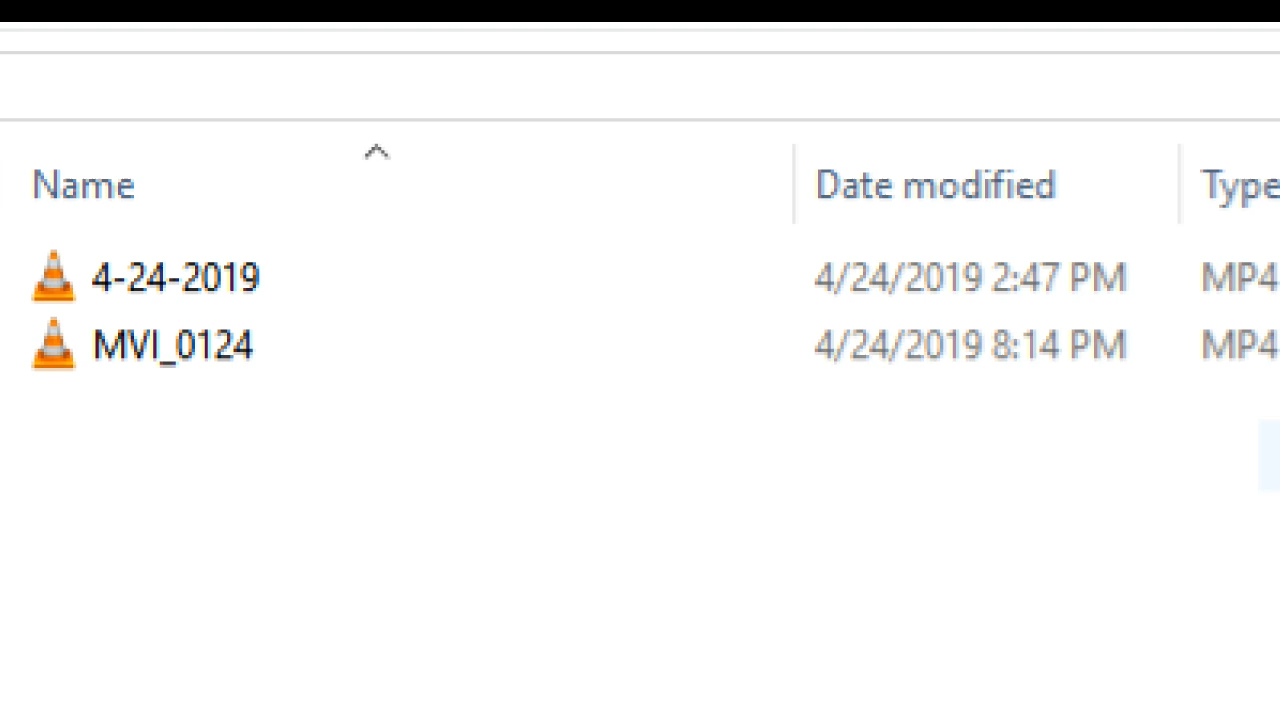 Name Date modified Type
4-24-2019 4/24/2019 2:47 PM MP4
MVI_0124 4/24/2019 8:14 PM MP4